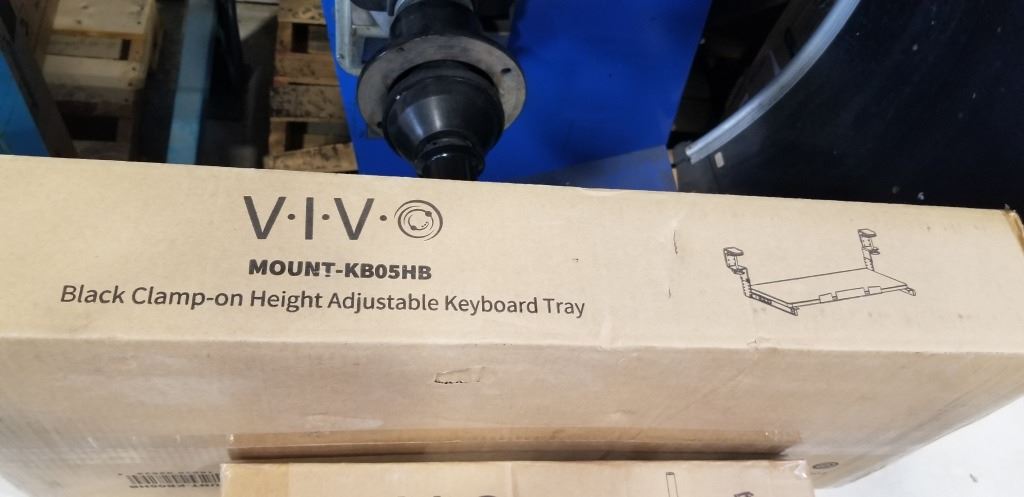 V·I·V·O
MOUNT-KB05HB
Black Clamp-on Height Adjustable Keyboard Tray